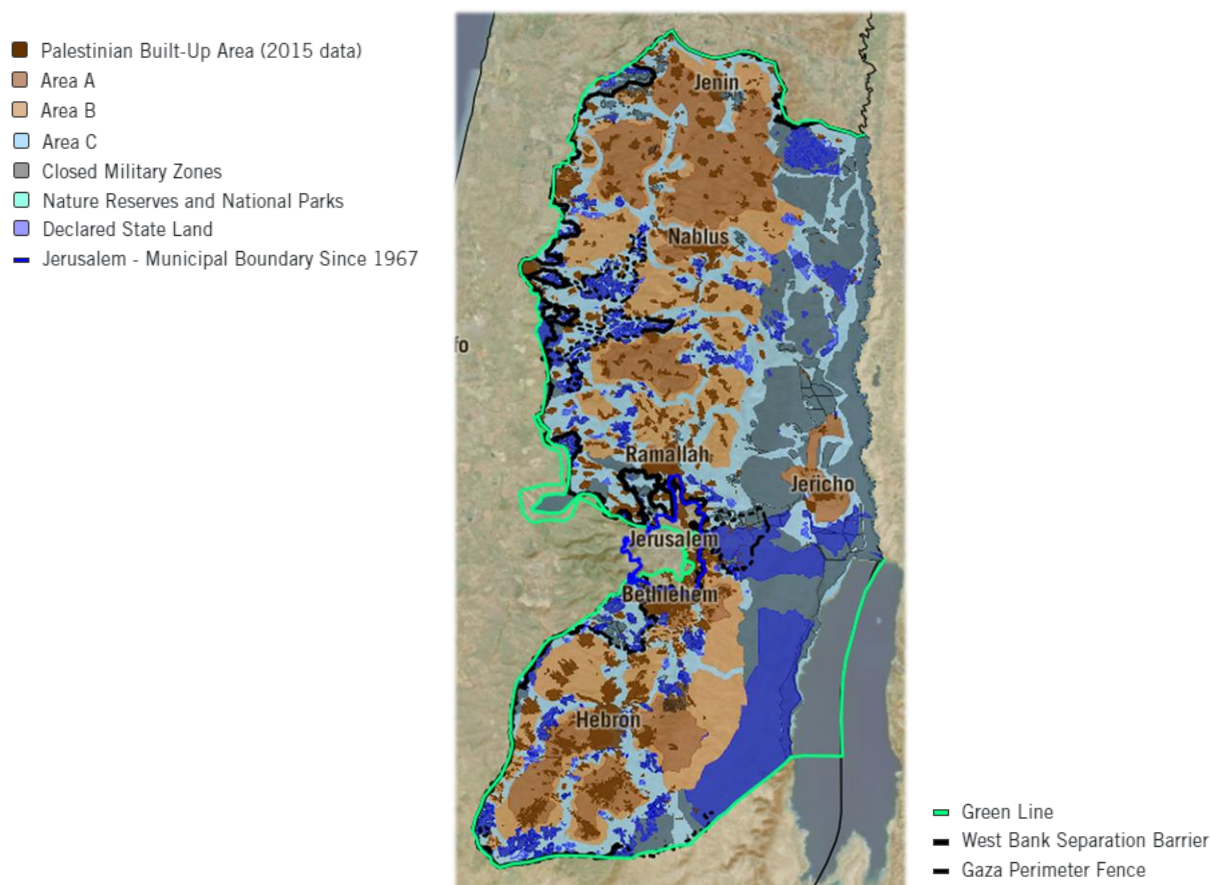 Palestinian Built-Up Area (2015 data)
Area A
Area B
Area C
Closed Military Zones
Nature Reserves and National Parks
Declared State Land
Jerusalem - Municipal Boundary Since 1967
Jenin
Nablus
fo
Ramallah
Jericho
Jerusalem
Bethlehem
Hebron
Green Line
West Bank Separation Barrier
Gaza Perimeter Fence